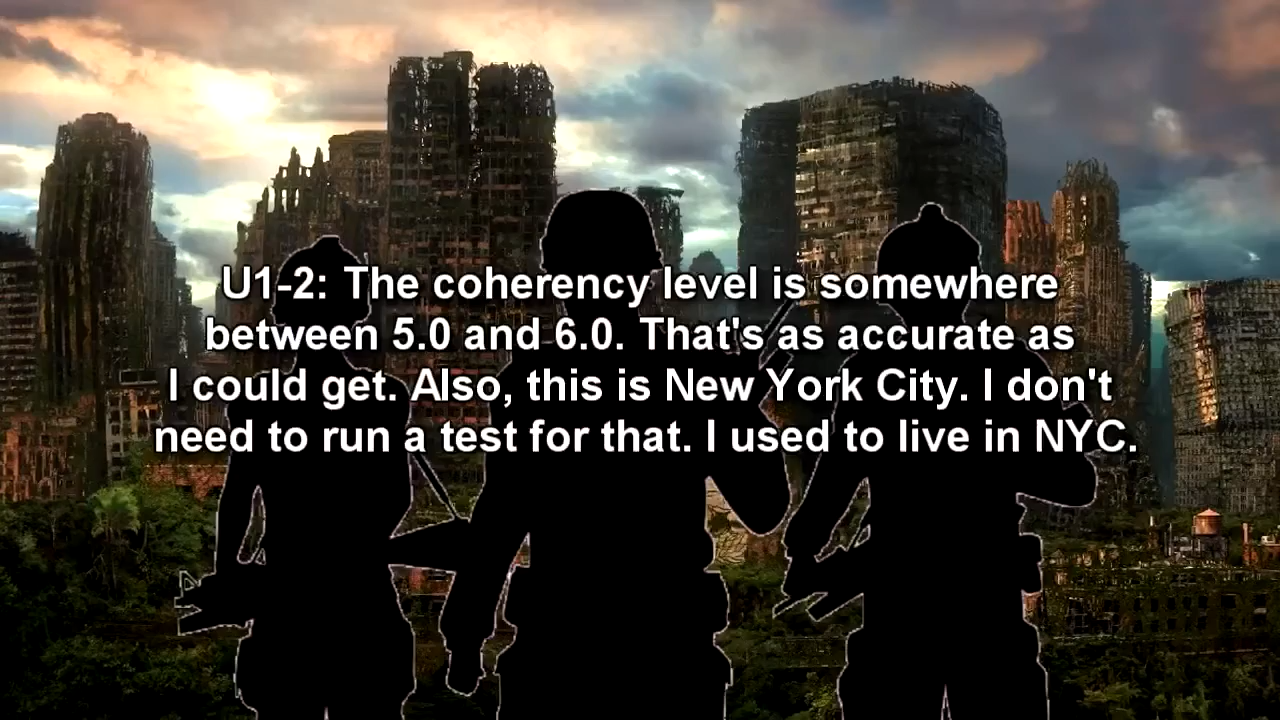 U1-2: The coherency level is somewhere
between 5.0 and 6.0. That's as accurate as
I could get. Also, this is New York City. I don't
need to run a test for that. I used to live in NYC.